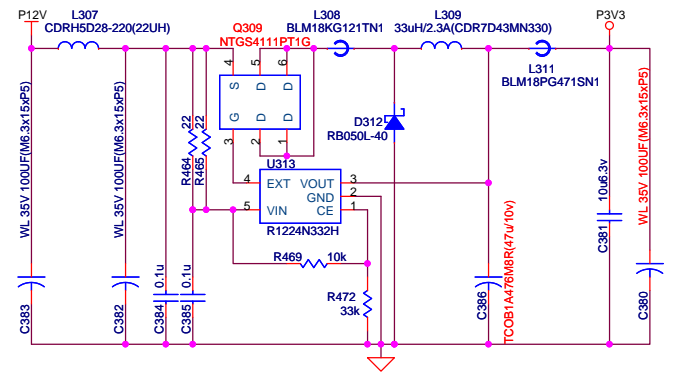 P12V
L307
CDRH5D28-220(22UH)
Q309
NTGS4111PT1G
L308
BLM18KG121TN1
L309
33uH/2.3A(CDR7D43MN330)
P3V3
L311
BLM18PG471SN1
4 5 6
S D D
G D D
3 2 1
D312
RB050L-40
R464 22
R465 22
U313
4 EXT VOUT 3
GND 2
5 VIN CE 1
R1224N332H
R469 10k
R472
33k
WL 35V 100UF(M6.3x15xP5)
C383
WL 35V 100UF(M6.3x15xP5)
C382
0.1u
C384
0.1u
C385
C386
TCOB1A476M8R(47u/10v)
10u6.3v
C381
WL 35V 100UF(M6.3x15xP5)
C380